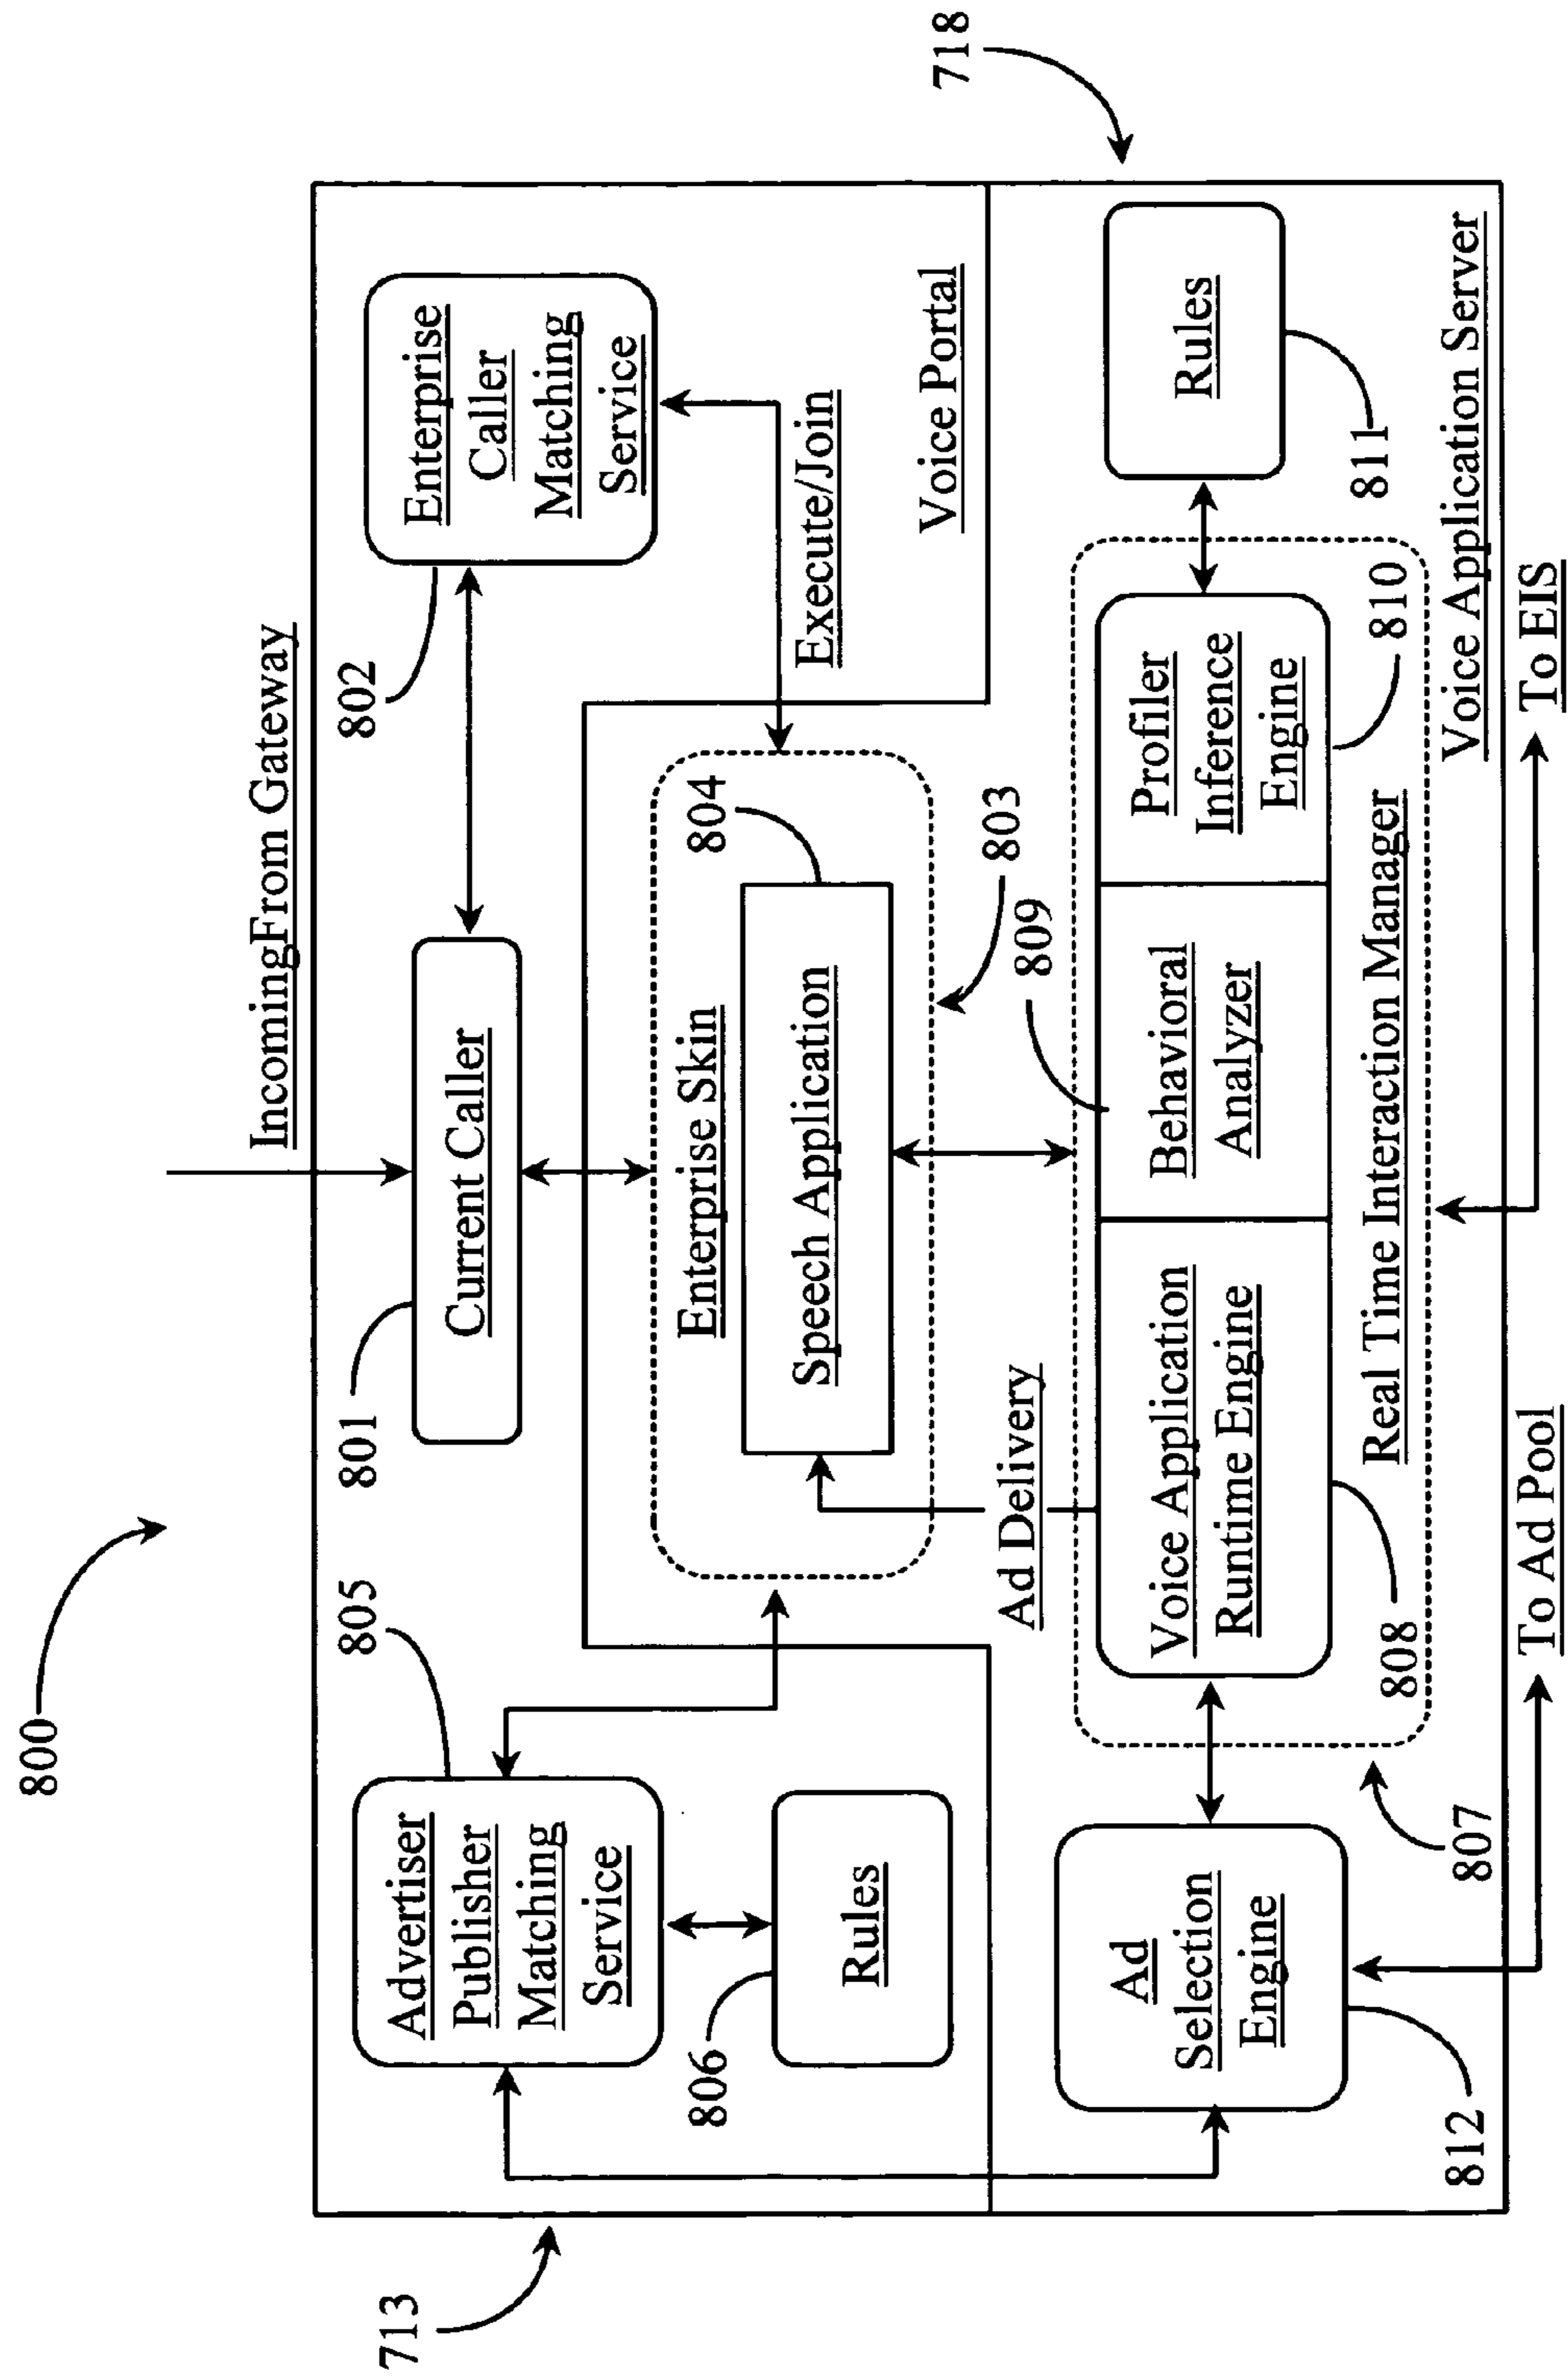 800
713
718
IncomingFrom Gateway
801
Current Caller
802
Enterprise
Caller
Matching
Service
805
Advertiser
Publisher
Matching
Service
806
Rules
Enterprise Skin
804
Speech Application
803
Execute/Join
Voice Portal
Ad Delivery
809
Voice Application
Runtime Engine
Behavioral
Analyzer
Profiler
Inference
Engine
Rules
811
810
808
Real Time Interaction Manager
807
Ad
Selection
Engine
812
Voice Application Server
To Ad Pool
To EIS